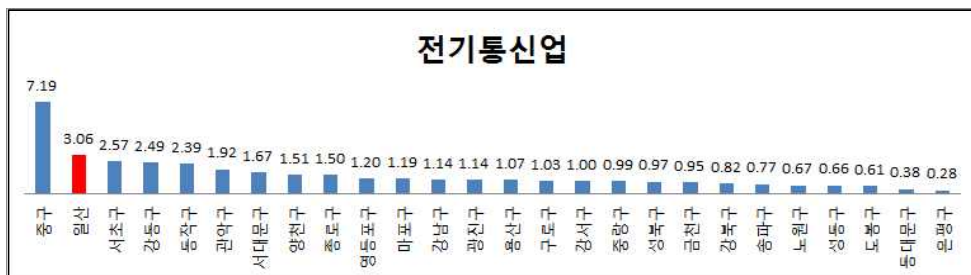 전기통신업
7.19 3.06 2.57 2.49 2.39 1.92 1.67 1.51 1.50 1.20 1.19 1.14 1.14 1.07 1.03 1.00 0.99 0.97 0.95 0.82 0.77 0.67 0.66 0.61 0.38 0.28
중구 일산 서초구 강동구 동작구 관악구 서대문구 양천구 종로구 영등포구 마포구 강남구 광진구 용산구 구로구 강서구 중랑구 성북구 금천구 강북구 송파구 노원구 성동구 도봉구 동대문구 은평구